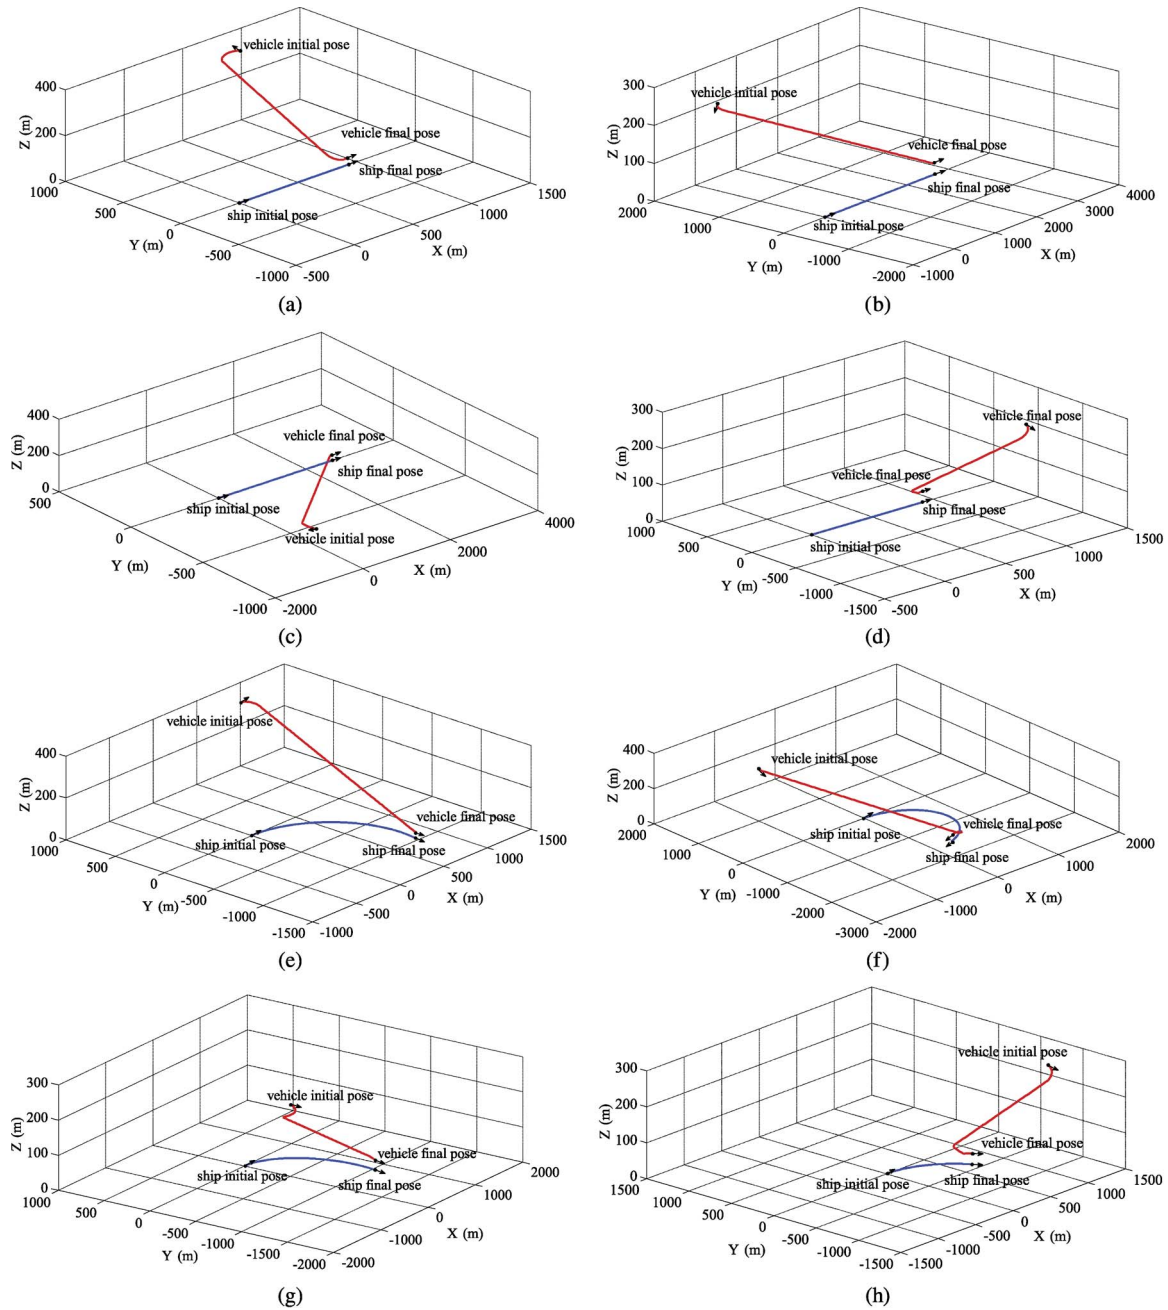 vehicle initial pose
400
Z (m)
200
vehicle final pose
ship final pose
0
1000
1500
ship initial pose
500
1000
0
500
Y (m)
X (m)
-500
0
-1000
-500
(a)
300
vehicle initial pose
200
Z (m)
vehicle final pose
100
ship final pose
0
4000
2000
ship initial pose
3000
1000
2000
0
1000
Y (m)
X (m)
-1000
0
-2000
-1000
(b)
400
vehicle final pose
Z (m)
200
ship final pose
0
500
ship initial pose
4000
0
vehicle initial pose
2000
Y (m)
X (m)
-500
0
-1000
-2000
(c)
300
vehicle final pose
200
Z (m)
vehicle final pose
100
ship final pose
0
1000
ship initial pose
1500
500
1000
0
500
Y (m)
-500
X (m)
0
-1000
-1500
-500
(d)
vehicle initial pose
400
Z (m)
200
vehicle final pose
0
1000
ship initial pose
ship final pose
1500
500
1000
0
500
Y (m)
-500
X (m)
0
-1000
-500
-1500
-1000
(e)
vehicle initial pose
400
Z (m)
200
0
2000
ship initial pose
vehicle final pose
2000
1000
ship final pose
1000
0
0
X (m)
Y (m)
-1000
-1000
-2000
-3000
-2000
(f)
300
vehicle initial pose
200
Z (m)
100
vehicle final pose
0
1000
ship initial pose
ship final pose
2000
500
1000
0
0
X (m)
-500
Y (m)
-1000
-1000
-1500
-2000
-2000
(g)
vehicle initial pose
300
200
Z (m)
100
vehicle final pose
0
1500
ship initial pose
ship final pose
1500
1000
1000
500
500
0
0
X (m)
Y (m)
-500
-500
-1000
-1000
-1500
-1500
(h)